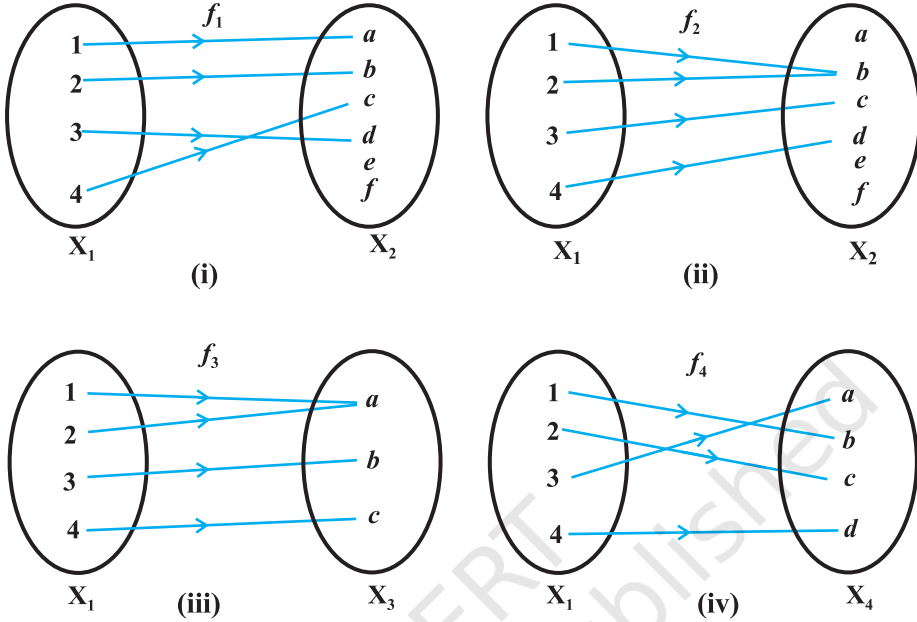 f₁
1
2
3
4
a
b
c
d
e
f
X₁
X₂
(i)
f₂
1
2
3
4
a
b
c
d
e
f
X₁
X₂
(ii)
f₃
1
2
3
4
a
b
c
X₁
X₃
(iii)
f₄
1
2
3
4
a
b
c
d
X₁
X₄
(iv)